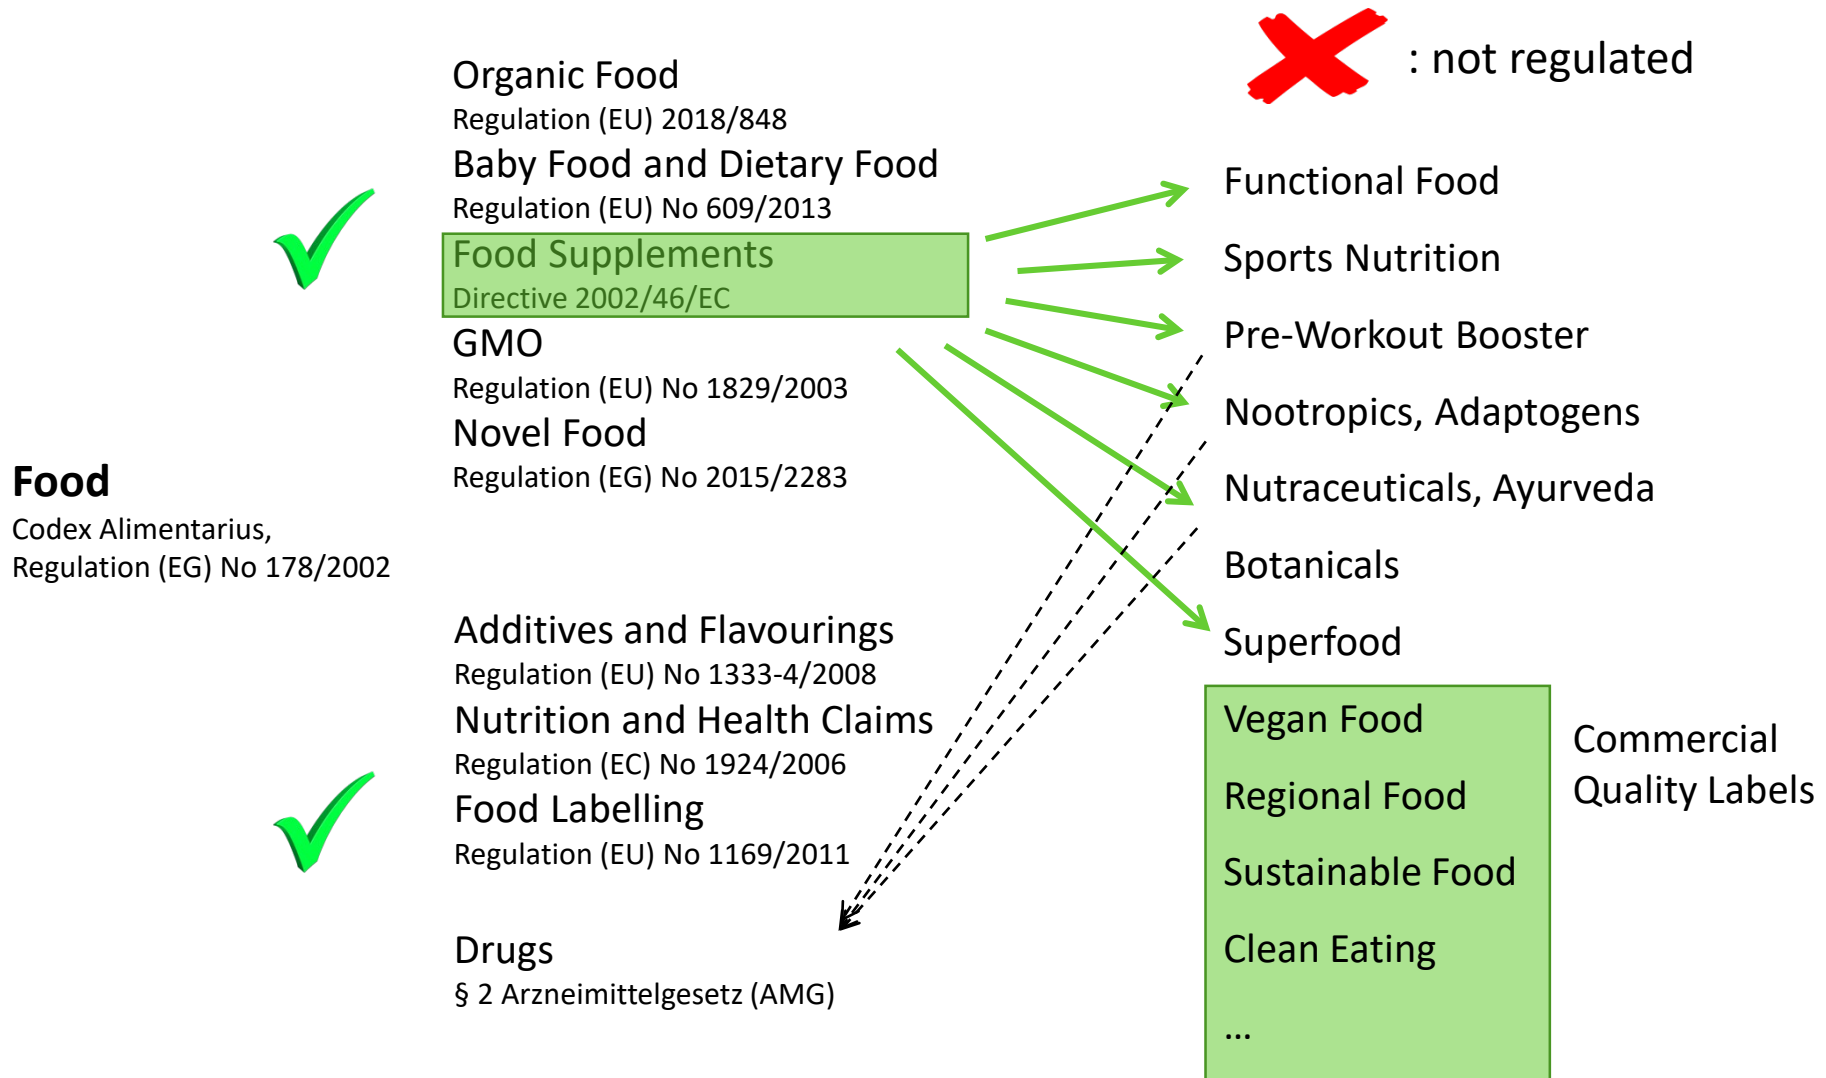 Food
Codex Alimentarius,
Regulation (EG) No 178/2002
Organic Food
Regulation (EU) 2018/848
Baby Food and Dietary Food
Regulation (EU) No 609/2013
Food Supplements
Directive 2002/46/EC
GMO
Regulation (EU) No 1829/2003
Novel Food
Regulation (EG) No 2015/2283
Additives and Flavourings
Regulation (EU) No 1333-4/2008
Nutrition and Health Claims
Regulation (EC) No 1924/2006
Food Labelling
Regulation (EU) No 1169/2011
Drugs
§ 2 Arzneimittelgesetz (AMG)
: not regulated
Functional Food
Sports Nutrition
Pre-Workout Booster
Nootropics, Adaptogens
Nutraceuticals, Ayurveda
Botanicals
Superfood
Vegan Food
Regional Food
Sustainable Food
Clean Eating
...
Commercial
Quality Labels